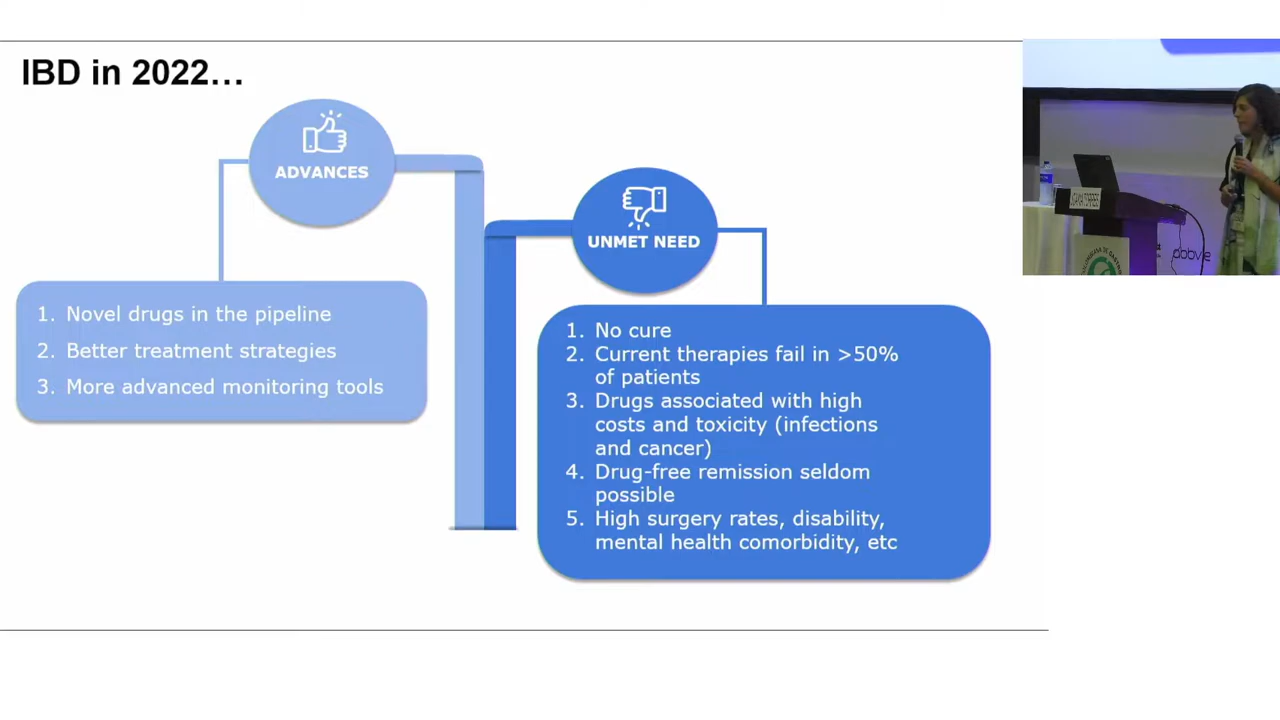 IBD in 2022…
ADVANCES
1. Novel drugs in the pipeline
2. Better treatment strategies
3. More advanced monitoring tools
UNMET NEED
1. No cure
2. Current therapies fail in >50%
of patients
3. Drugs associated with high
costs and toxicity (infections
and cancer)
4. Drug-free remission seldom
possible
5. High surgery rates, disability,
mental health comorbidity, etc